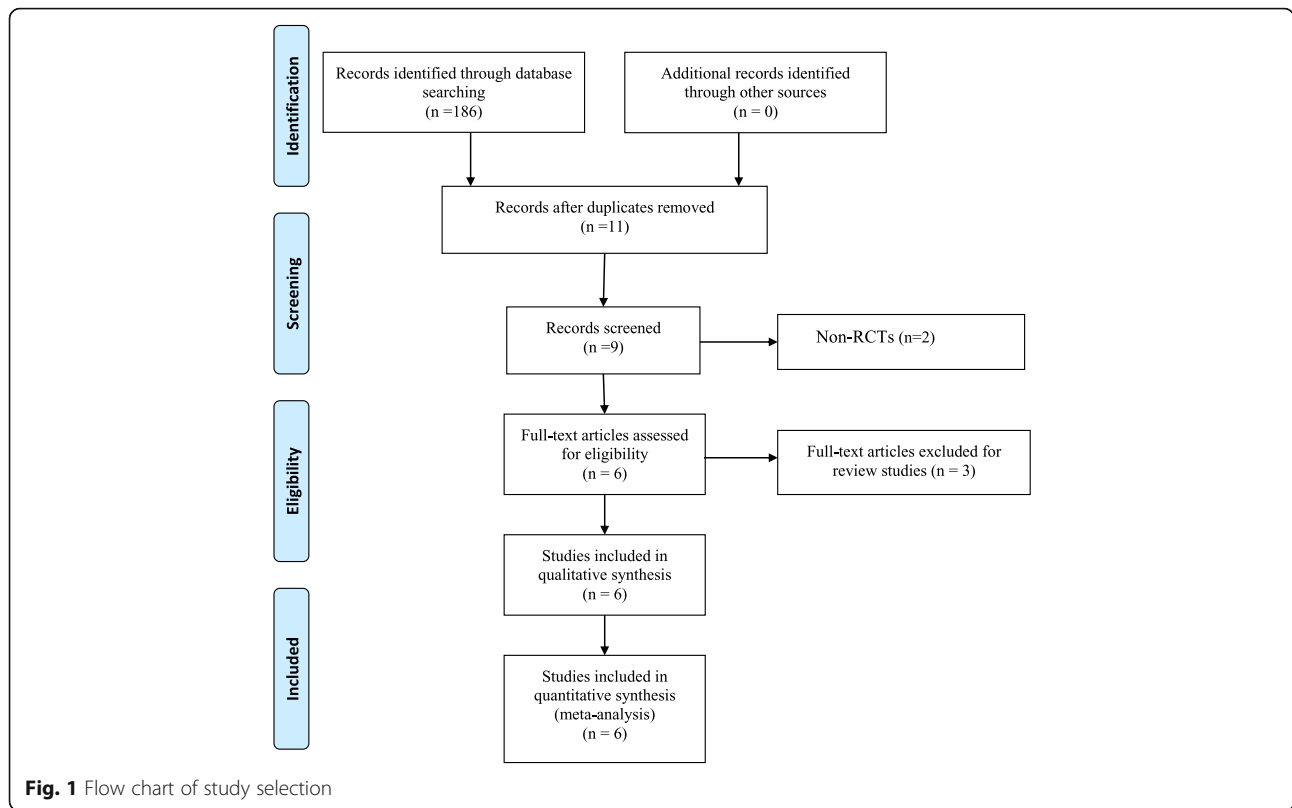 Identification
Records identified through database
searching
(n =186)
Additional records identified
through other sources
(n = 0)
Records after duplicates removed
(n =11)
Screening
Records screened
(n =9)
Non-RCTs (n=2)
Eligibility
Full-text articles assessed
for eligibility
(n = 6)
Full-text articles excluded for
review studies (n = 3)
Studies included in
qualitative synthesis
(n = 6)
Included
Studies included in
quantitative synthesis
(meta-analysis)
(n = 6)
Fig. 1 Flow chart of study selection